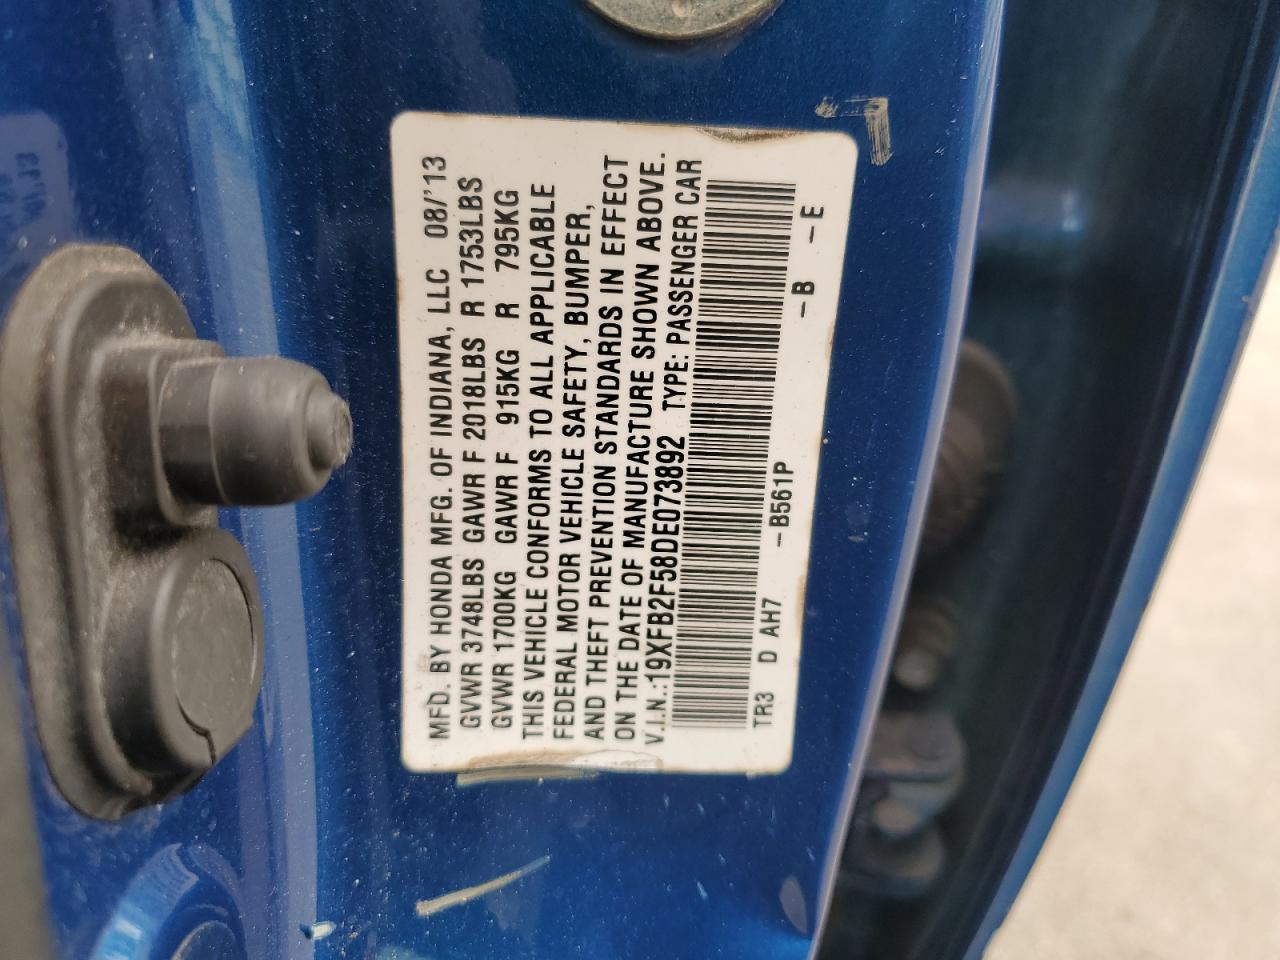 MFD. BY HONDA MFG. OF INDIANA, LLC 08/'13
GVWR 3748LBS GAWR F 2018LBS R 1753LBS
GVWR 1700KG GAWR F 915KG R 795KG
THIS VEHICLE CONFORMS TO ALL APPLICABLE
FEDERAL MOTOR VEHICLE SAFETY, BUMPER,
AND THEFT PREVENTION STANDARDS IN EFFECT
ON THE DATE OF MANUFACTURE SHOWN ABOVE.
V.I.N.:19XFB2F58DE073892 TYPE: PASSENGER CAR
TR3 D AH7 -B561P -B -E